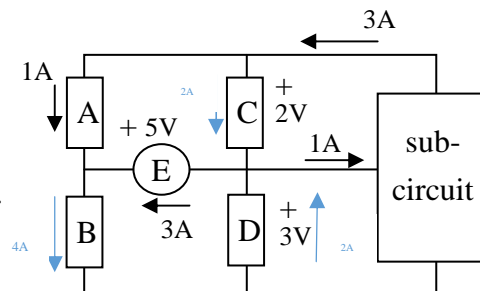 3A
1A
A
2A
C
+
2V
+ 5V
E
1A
sub-
circuit
3A
B
4A
D
+
3V
2A